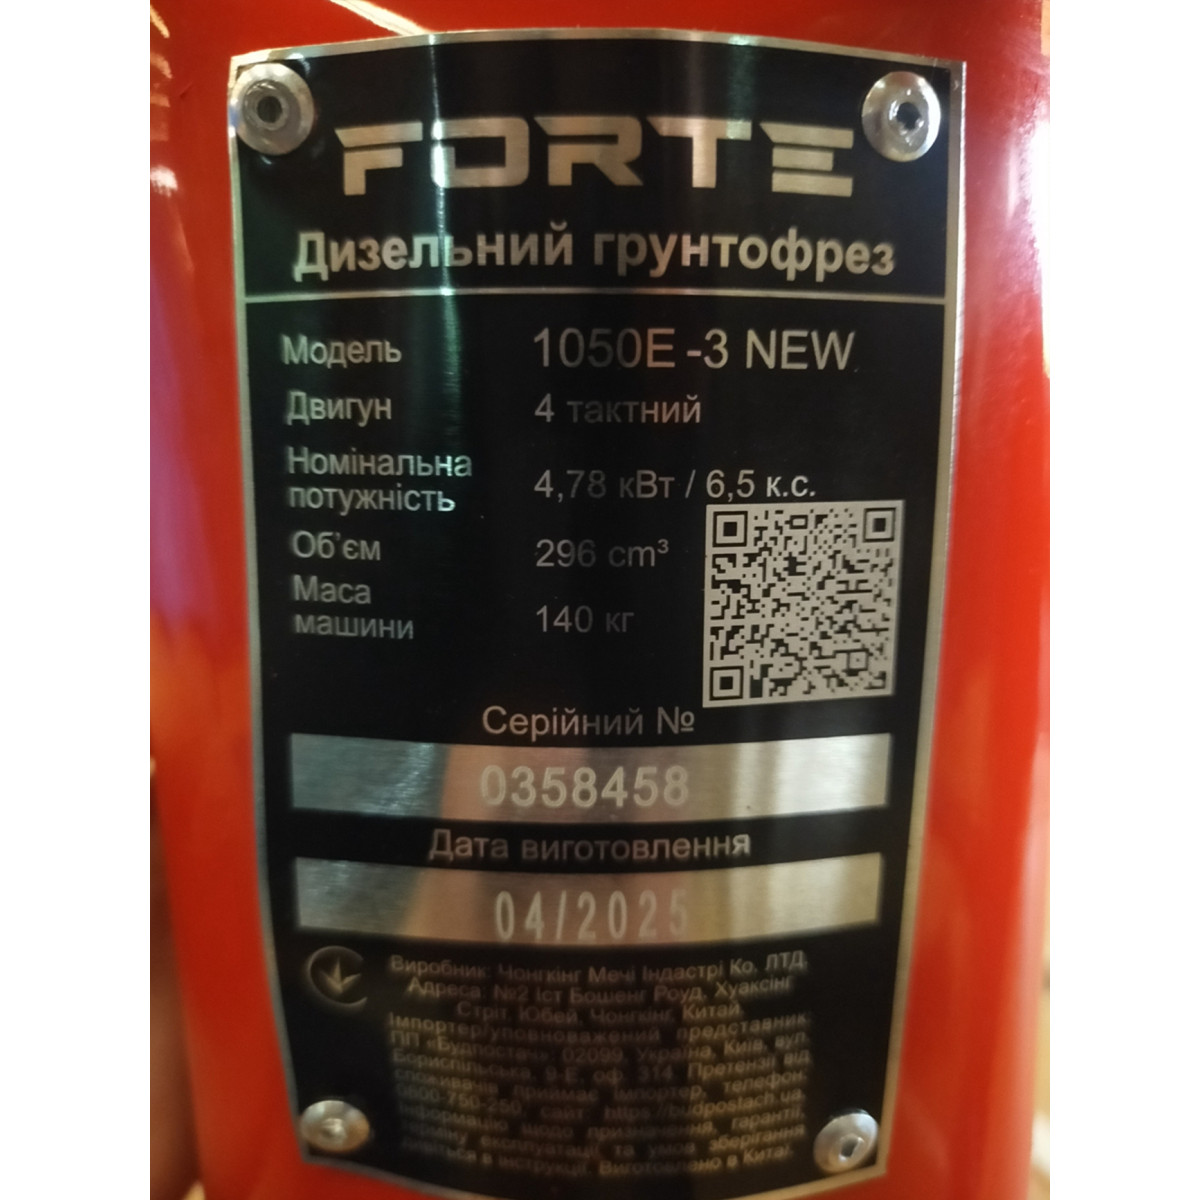 FORTE
Дизельний грунтофрез
Модель 1050E -3 NEW
Двигун 4 тактний
Номінальна
потужність 4,78 кВт / 6,5 к.с.
Об'єм 296 cm³
Маса
машини 140 кг
Серійний №
0358458
Дата виготовлення
04/2025
Виробник: Чонгкінг Мечі Індастрі Ко. ЛТД
Адреса: №2 Іст Бошенг Роуд, Хуаксінг
Стріт, Юбей, Чонгкінг, Китай
Імпортер/уповноважений представник:
ПП «Будпостач»; 02099, Україна, Київ, вул.
Бориспільська, 9-Е, оф. 314. Претензії від
споживачів приймає імпортер, телефон:
0800-750-250, сайт: https://budpostach.ua
Інформацію щодо призначення, гарантії,
експлуатації та умов зберігання
в інструкції. Виготовлено в Китаї.